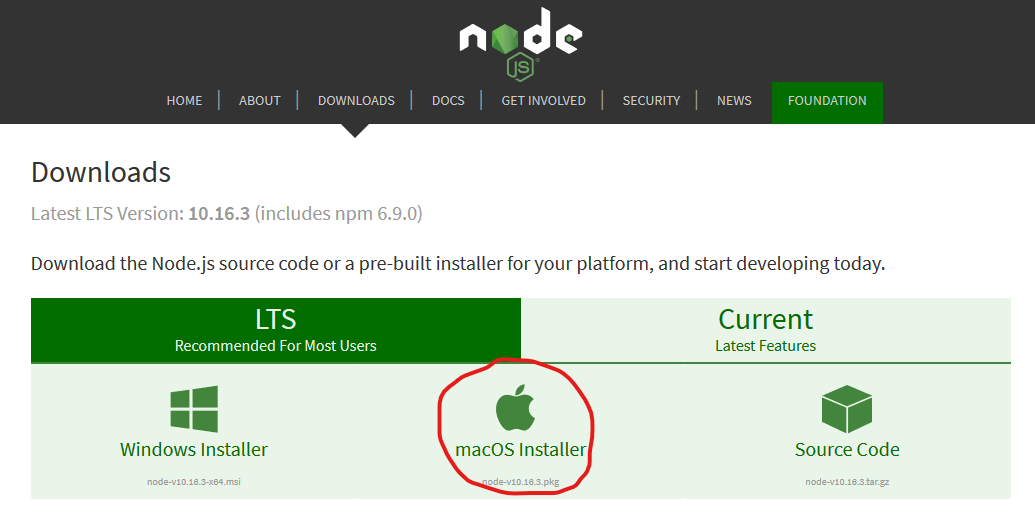 node
JS
HOME ABOUT DOWNLOADS DOCS GET INVOLVED SECURITY NEWS FOUNDATION
Downloads
Latest LTS Version: 10.16.3 (includes npm 6.9.0)
Download the Node.js source code or a pre-built installer for your platform, and start developing today.
LTS
Recommended For Most Users
Current
Latest Features
Windows Installer
node-v10.16.3-x64.msi
macOS Installer
node-v10.16.3.pkg
Source Code
node-v10.16.3.tar.gz